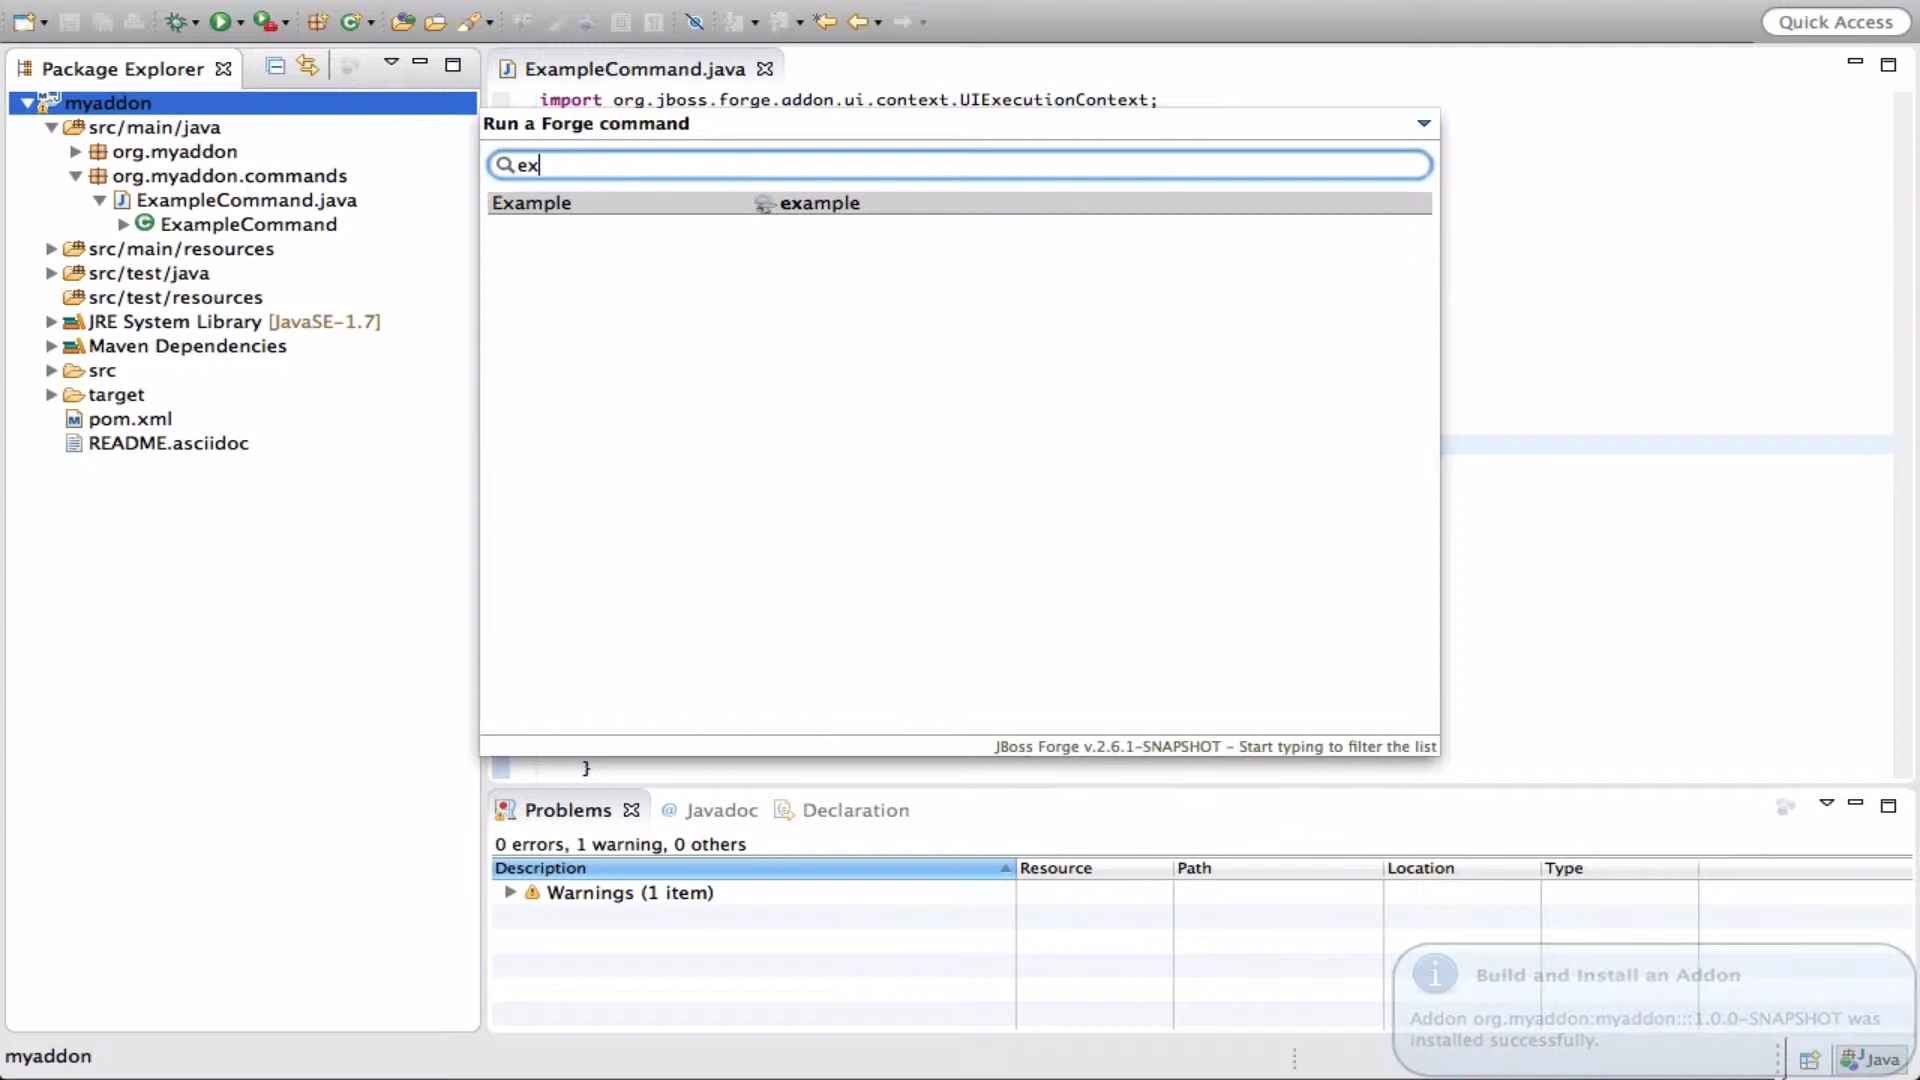 Quick Access
Package Explorer
ExampleCommand.java
import org.jboss.forge.addon.ui.context.UIExecutionContext;
myaddon
src/main/java
org.myaddon
org.myaddon.commands
ExampleCommand.java
ExampleCommand
src/main/resources
src/test/java
src/test/resources
JRE System Library [JavaSE-1.7]
Maven Dependencies
src
target
pom.xml
README.asciidoc
Run a Forge command
ex
Example example
JBoss Forge v.2.6.1-SNAPSHOT - Start typing to filter the list
}
Problems @ Javadoc Declaration
0 errors, 1 warning, 0 others
Description Resource Path Location Type
Warnings (1 item)
Build and Install an Addon
Addon org.myaddon:myaddon:::1.0.0-SNAPSHOT was
installed successfully.
myaddon
Java